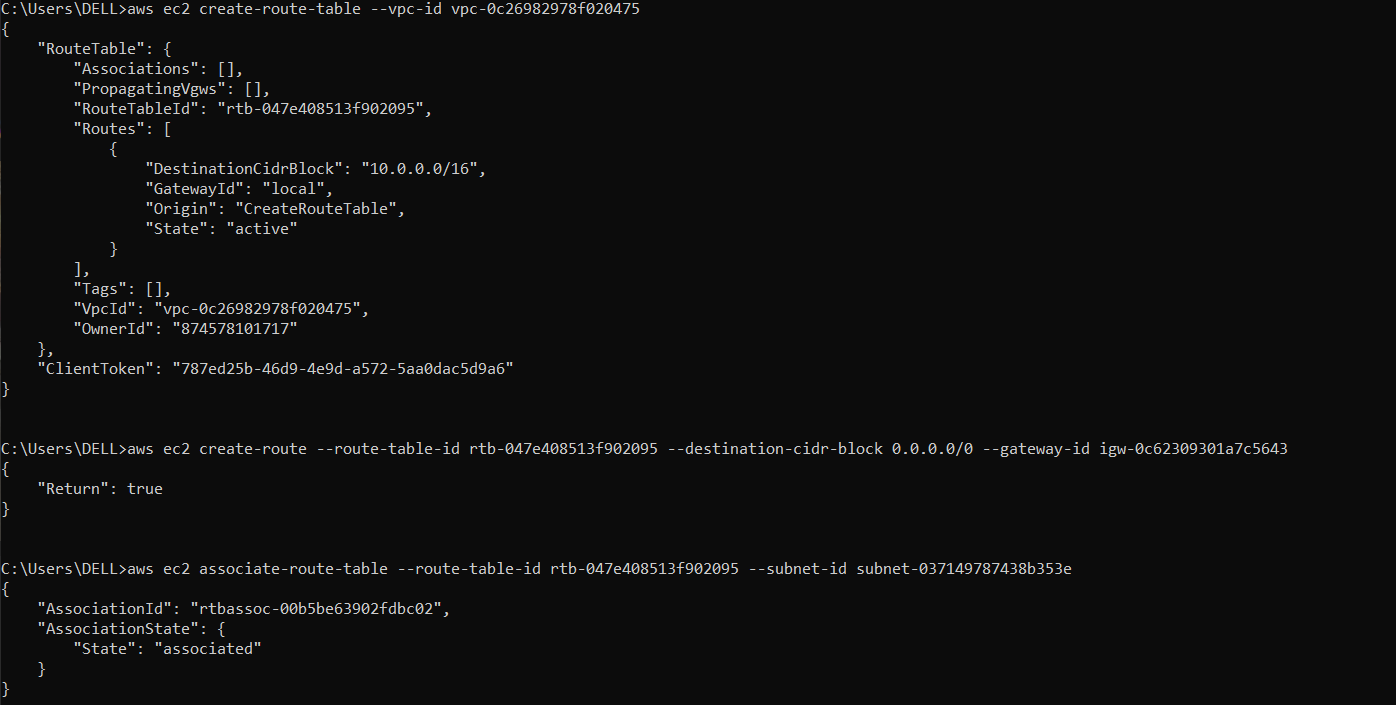 C:\Users\DELL>aws ec2 create-route-table --vpc-id vpc-0c26982978f020475
{
    "RouteTable": {
        "Associations": [],
        "PropagatingVgws": [],
        "RouteTableId": "rtb-047e408513f902095",
        "Routes": [
            {
                "DestinationCidrBlock": "10.0.0.0/16",
                "GatewayId": "local",
                "Origin": "CreateRouteTable",
                "State": "active"
            }
        ],
        "Tags": [],
        "VpcId": "vpc-0c26982978f020475",
        "OwnerId": "874578101717"
    },
    "ClientToken": "787ed25b-46d9-4e9d-a572-5aa0dac5d9a6"
}
C:\Users\DELL>aws ec2 create-route --route-table-id rtb-047e408513f902095 --destination-cidr-block 0.0.0.0/0 --gateway-id igw-0c62309301a7c5643
{
    "Return": true
}
C:\Users\DELL>aws ec2 associate-route-table --route-table-id rtb-047e408513f902095 --subnet-id subnet-037149787438b353e
{
    "AssociationId": "rtbassoc-00b5be63902fdbc02",
    "AssociationState": {
        "State": "associated"
    }
}